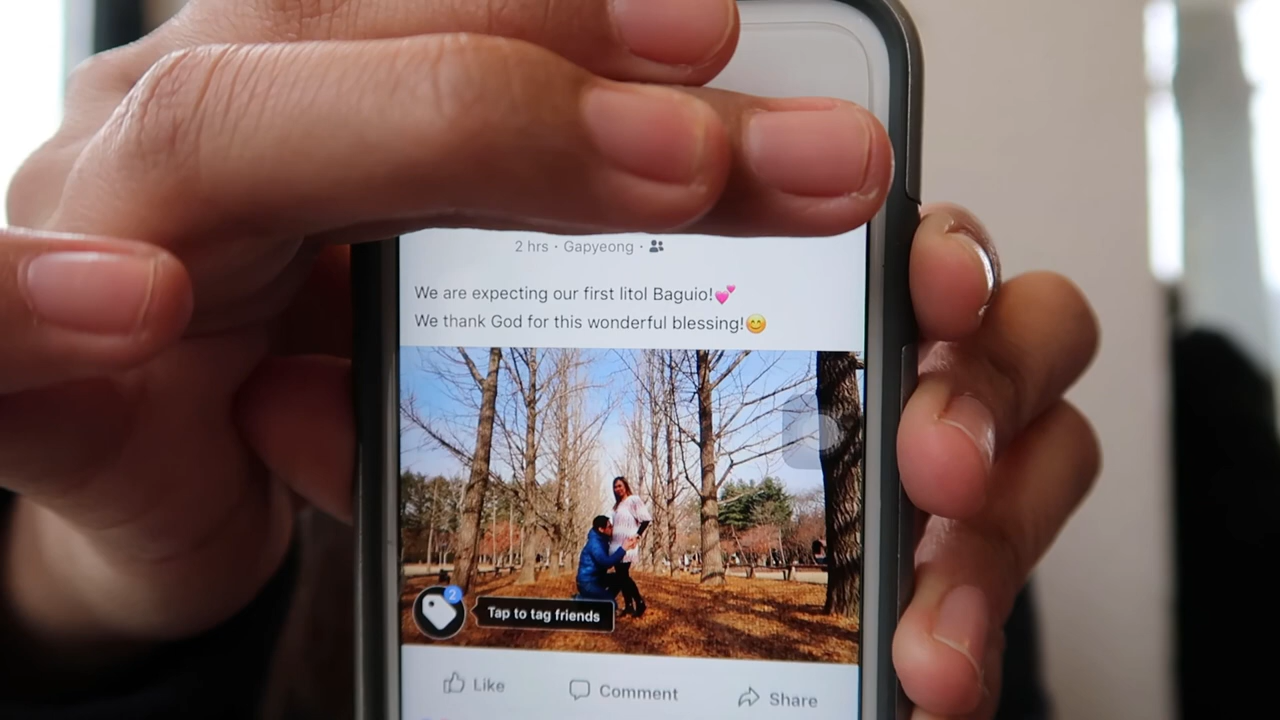 2 hrs · Gapyeong ·
We are expecting our first litol Baguio!💕
We thank God for this wonderful blessing!😊
2
Tap to tag friends
Like
Comment
Share